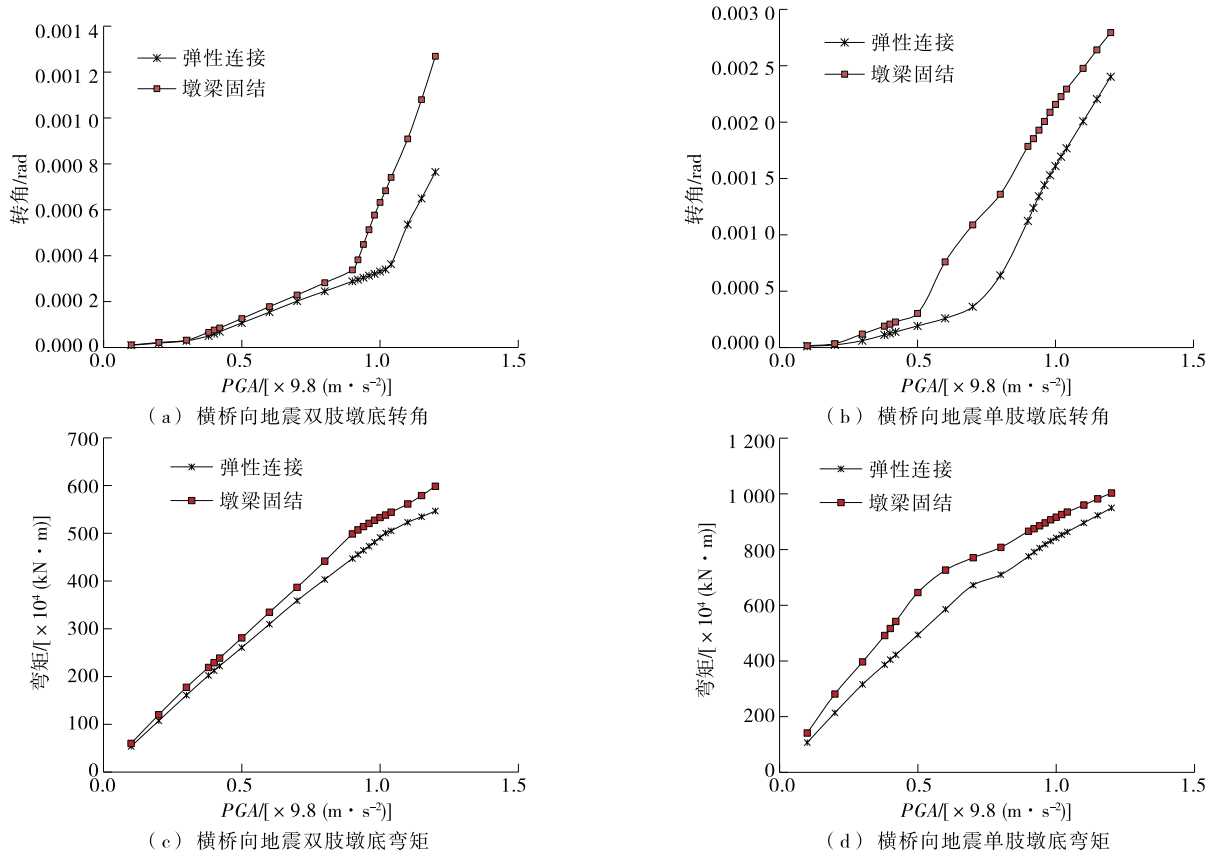 0.001 4
0.001 2
0.001 0
0.000 8
0.000 6
0.000 4
0.000 2
0.000 0
转角/rad
弹性连接
墩梁固结
0.0
0.5
1.0
1.5
PGA/[×9.8 (m·s⁻²)]
（a）横桥向地震双肢墩底转角
0.003 0
0.002 5
0.002 0
0.001 5
0.001 0
0.000 5
0.000 0
转角/rad
弹性连接
墩梁固结
0.0
0.5
1.0
1.5
PGA/[×9.8 (m·s⁻²)]
（b）横桥向地震单肢墩底转角
700
600
500
400
300
200
100
0
弯矩/[×10⁴ (kN·m)]
弹性连接
墩梁固结
0.0
0.5
1.0
1.5
PGA/[×9.8 (m·s⁻²)]
（c）横桥向地震双肢墩底弯矩
1 200
1 000
800
600
400
200
0
弯矩/[×10⁴ (kN·m)]
弹性连接
墩梁固结
0.0
0.5
1.0
1.5
PGA/[×9.8 (m·s⁻²)]
（d）横桥向地震单肢墩底弯矩